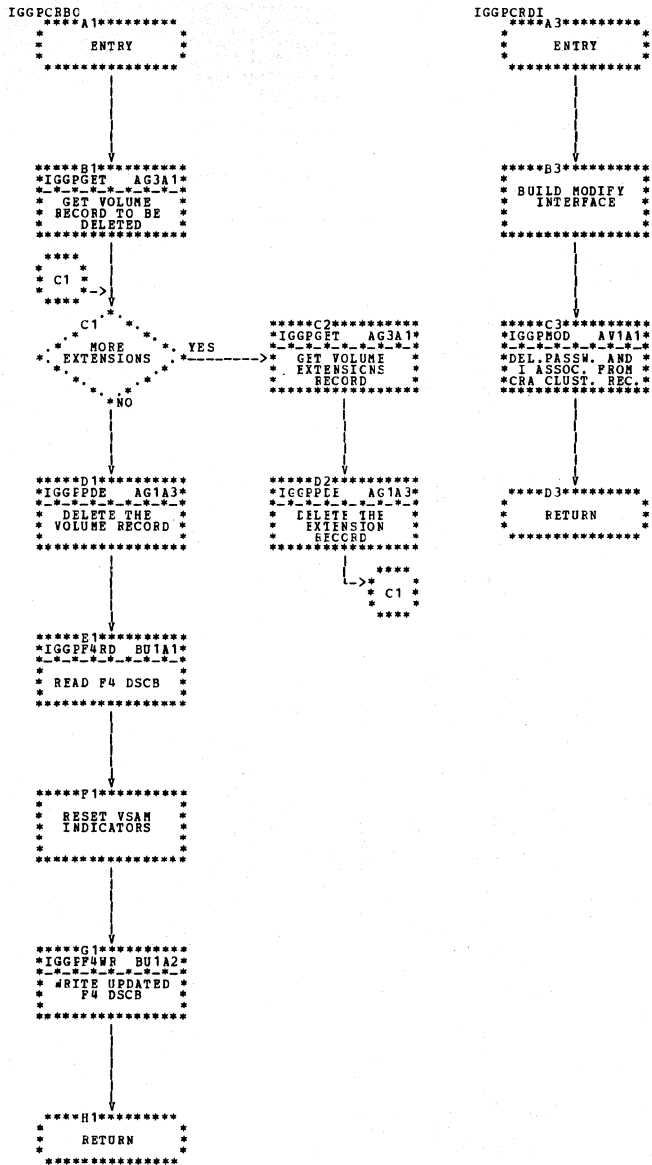 IGGPCRBO
A1
ENTRY
B1
IGGPGET AG3A1
GET VOLUME
RECORD TO BE
DELETED
C1
C1
MORE
EXTENSIONS
YES
NO
C2
IGGPGET AG3A1
GET VOLUME
EXTENSIONS
RECORD
D1
IGGPPDE AG1A3
DELETE THE
VOLUME RECORD
D2
IGGPPDE AG1A3
DELETE THE
EXTENSION
RECORD
C1
E1
IGGPF4RD BU1A1
READ F4 DSCB
F1
RESET VSAM
INDICATORS
G1
IGGPF4WR BU1A2
WRITE UPDATED
F4 DSCB
H1
RETURN
IGGPCRDI
A3
ENTRY
B3
BUILD MODIFY
INTERFACE
C3
IGGPMOD AV1A1
DEL.PASSW. AND
I ASSOC. FROM
CRA CLUST. REC.
D3
RETURN